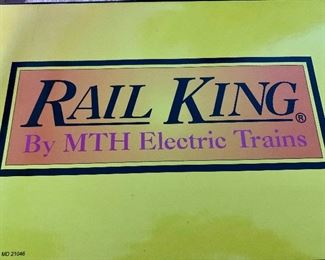 RAIL KING®
By MTH Electric Trains
MD 21046